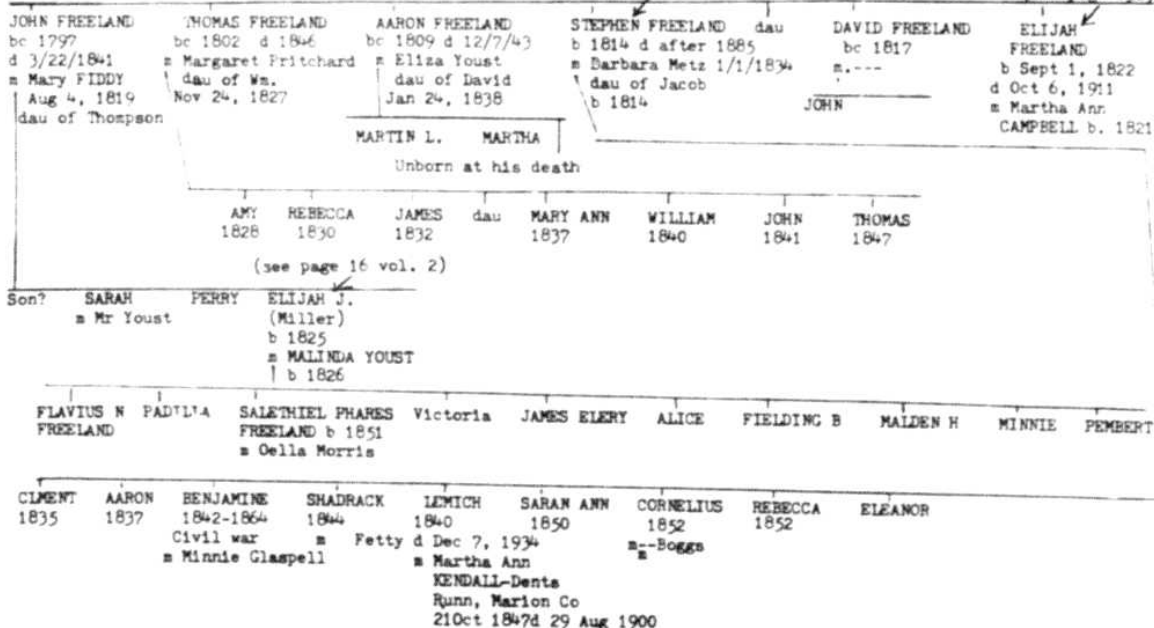 JOHN FREELAND
bc 1797
d 3/22/1841
m Mary FIDDY
Aug 4, 1819
dau of Thompson
THOMAS FREELAND
bc 1802 d 1846
m Margaret Pritchard
dau of Wm.
Nov 24, 1827
AARON FREELAND
bc 1809 d 12/7/43
m Eliza Youst
dau of David
Jan 24, 1838
STEPHEN FREELAND
b 1814 d after 1885
m Barbara Metz 1/1/1834
dau of Jacob
b 1814
dau
DAVID FREELAND
bc 1817
m.---
JOHN
ELIJAH
FREELAND
b Sept 1, 1822
d Oct 6, 1911
m Martha Ann
CAMPBELL b. 1821
MARTIN L. MARTHA
Unborn at his death
AMY REBECCA JAMES dau MARY ANN WILLIAM JOHN THOMAS
1828 1830 1832 1837 1840 1841 1847
(see page 16 vol. 2)
Son? SARAH PERRY ELIJAH J.
m Mr Youst (Miller)
b 1825
m MALINDA YOUST
b 1826
FLAVIUS N PADILLA SALETHIEL PHARES Victoria JAMES ELERY ALICE FIELDING B MALDEN H MINNIE PEMBERT
FREELAND FREELAND b 1851
m Oella Morris
CLMENT AARON BENJAMINE SHADRACK LEMICH SARAN ANN CORNELIUS REBECCA ELEANOR
1835 1837 1842-1864 1844 1840 1850 1852 1852
Civil war m Fetty d Dec 7, 1934 m--Boggs
m Minnie Glaspell m Martha Ann
KENDALL-Dents
Runn, Marion Co
21Oct 1847d 29 Aug 1900